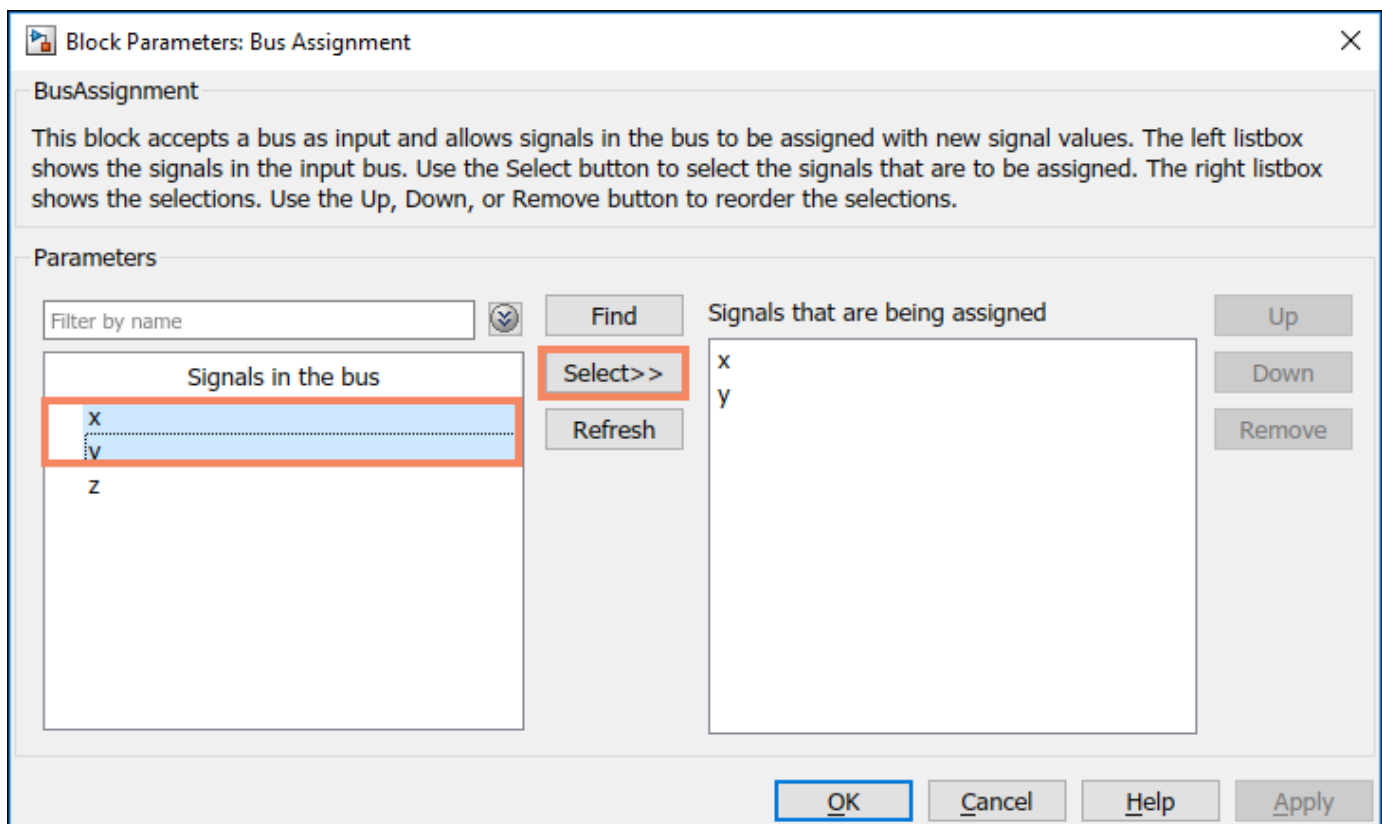 Block Parameters: Bus Assignment
BusAssignment
This block accepts a bus as input and allows signals in the bus to be assigned with new signal values. The left listbox
shows the signals in the input bus. Use the Select button to select the signals that are to be assigned. The right listbox
shows the selections. Use the Up, Down, or Remove button to reorder the selections.
Parameters
Filter by name
Find
Signals that are being assigned
Up
Signals in the bus
Select>>
x
Down
x
y
y
Refresh
Remove
z
OK
Cancel
Help
Apply